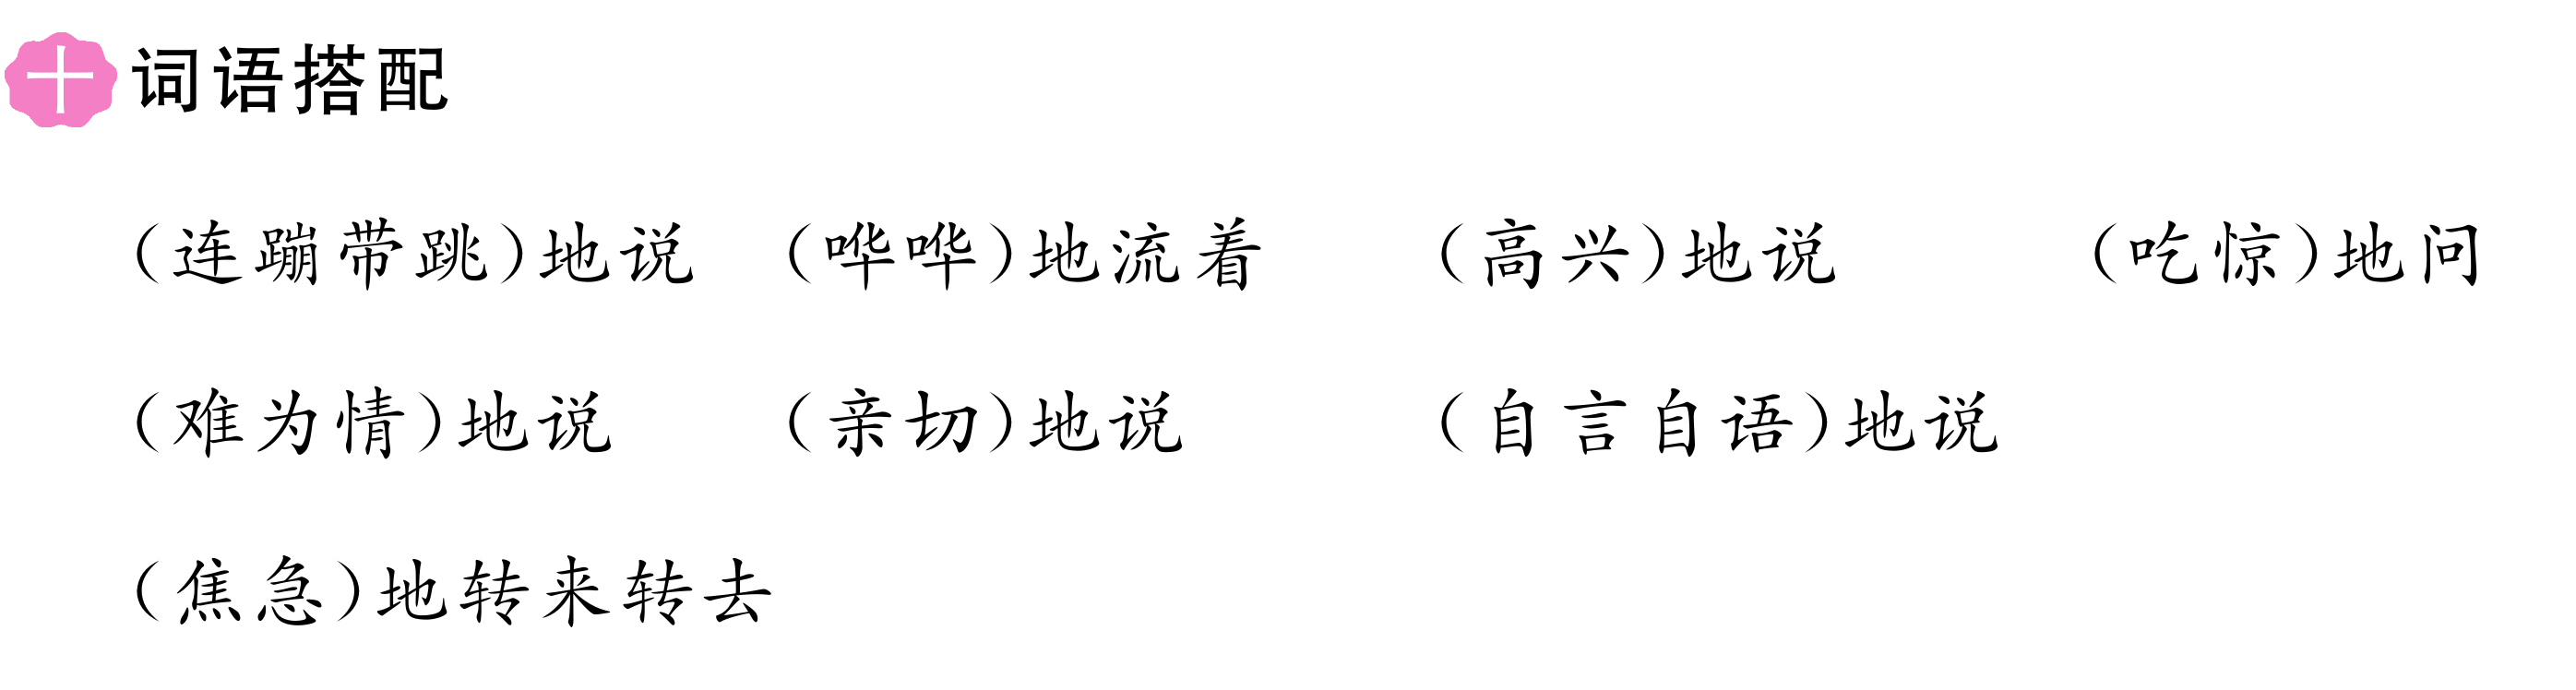 十 词语搭配
（连蹦带跳）地说 （哗哗）地流着 （高兴）地说 （吃惊）地问
（难为情）地说 （亲切）地说 （自言自语）地说
（焦急）地转来转去